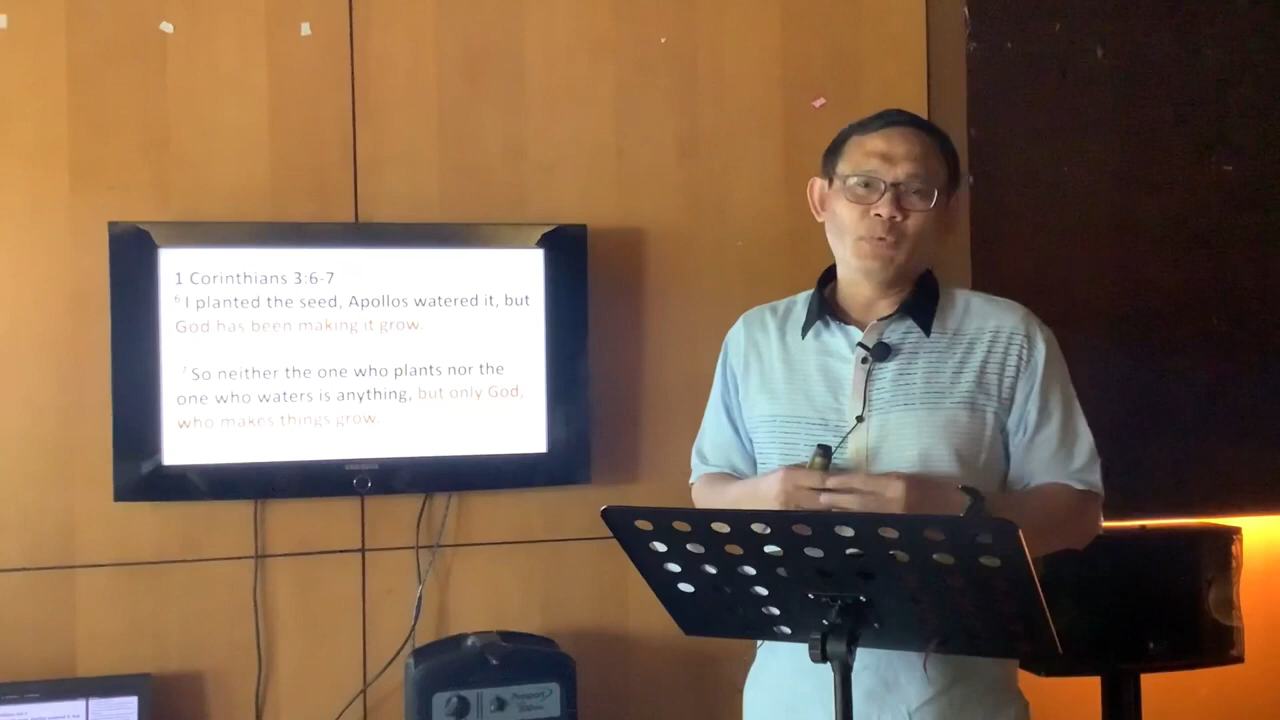 1 Corinthians 3:6-7
⁶ I planted the seed, Apollos watered it, but
God has been making it grow.
⁷ So neither the one who plants nor the
one who waters is anything, but only God,
who makes things grow.
SAMSUNG
Passport